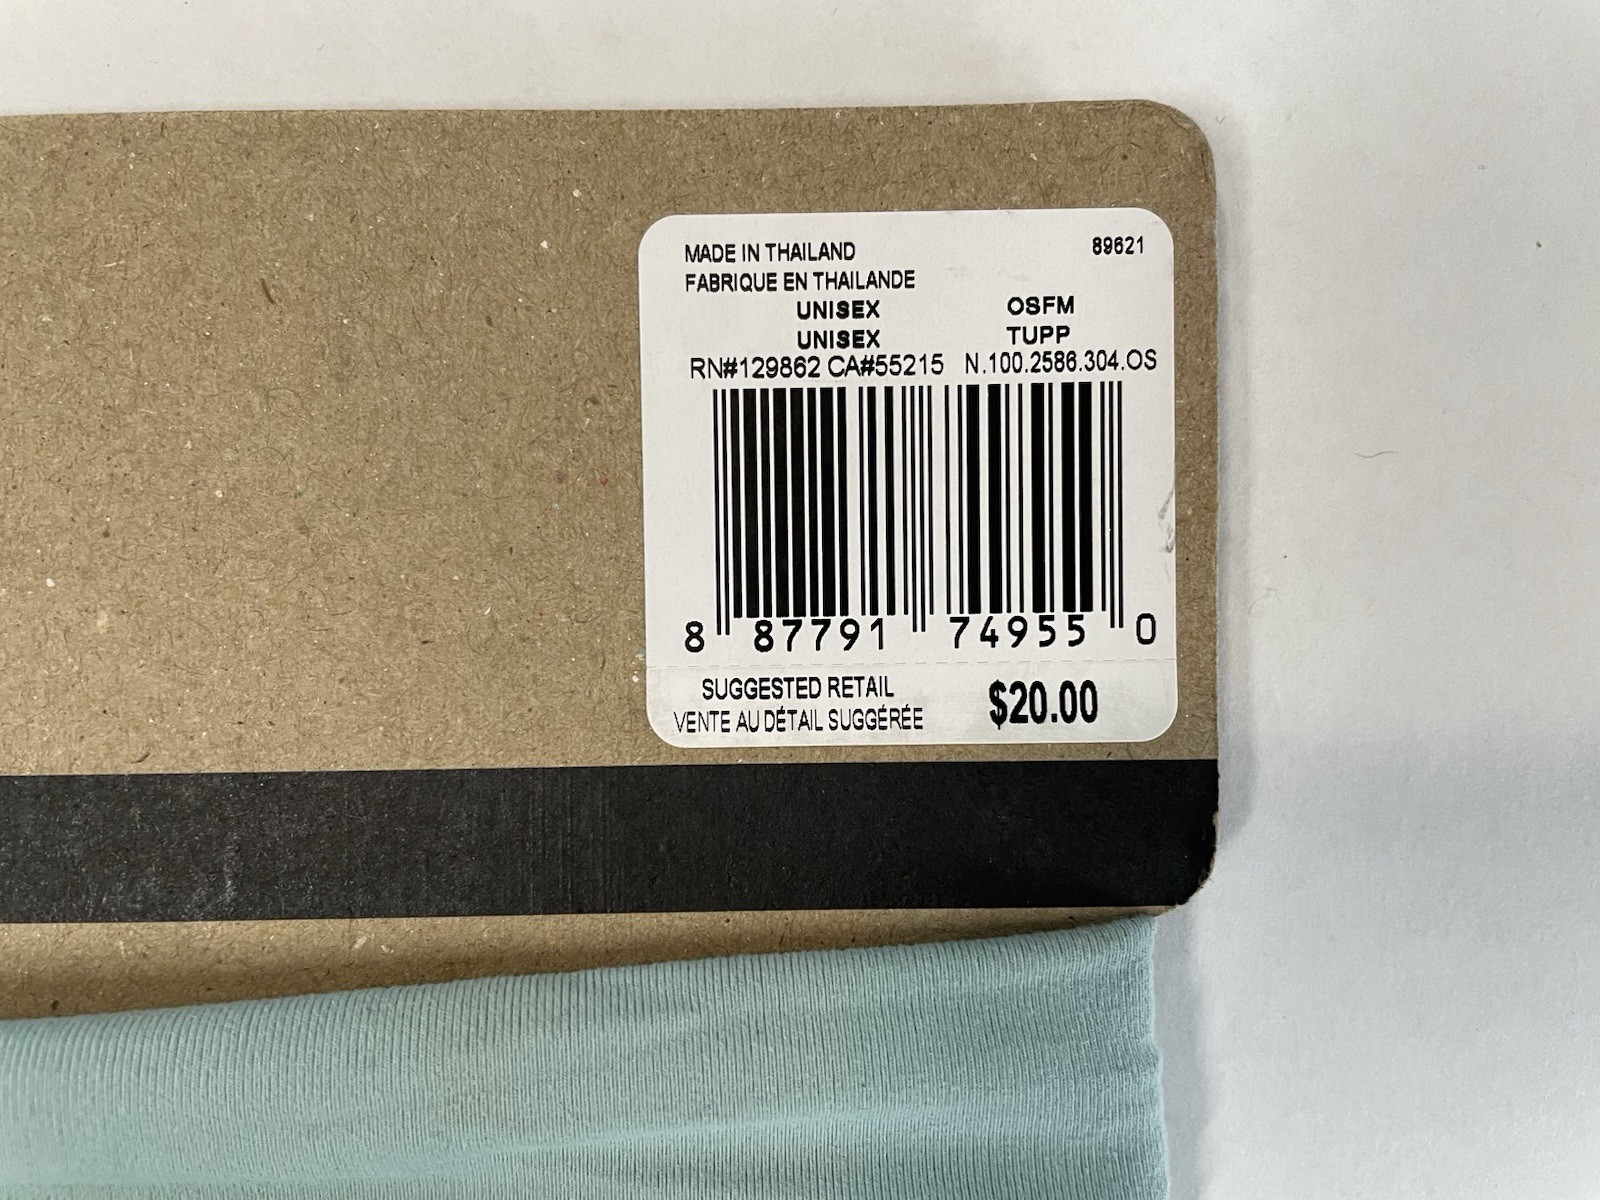 MADE IN THAILAND 89621
FABRIQUE EN THAILANDE
UNISEX OSFM
UNISEX TUPP
RN#129862 CA#55215 N.100.2586.304.OS
8 87791 74955 0
SUGGESTED RETAIL $20.00
VENTE AU DÉTAIL SUGGÉRÉE